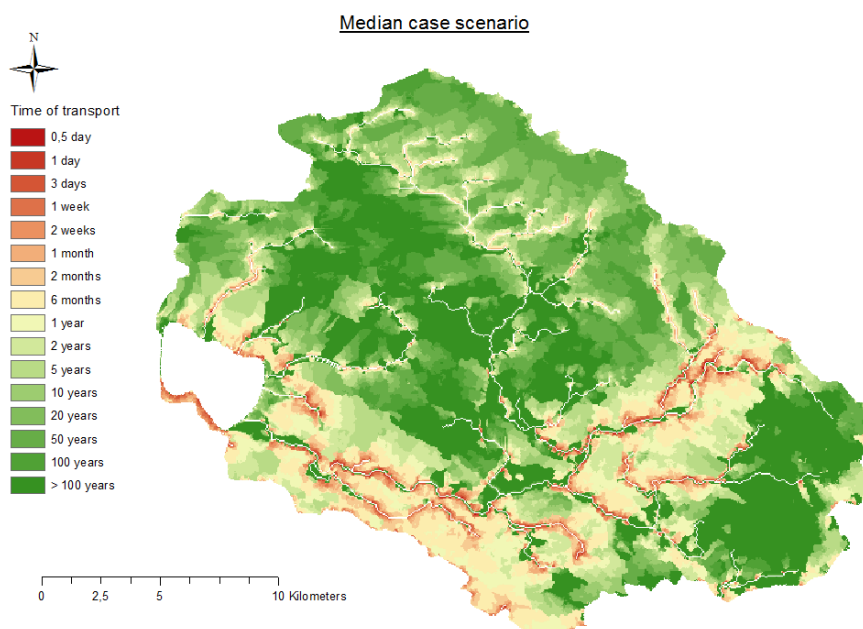 Median case scenario
N
Time of transport
0,5 day
1 day
3 days
1 week
2 weeks
1 month
2 months
6 months
1 year
2 years
5 years
10 years
20 years
50 years
100 years
> 100 years
0 2,5 5 10 Kilometers